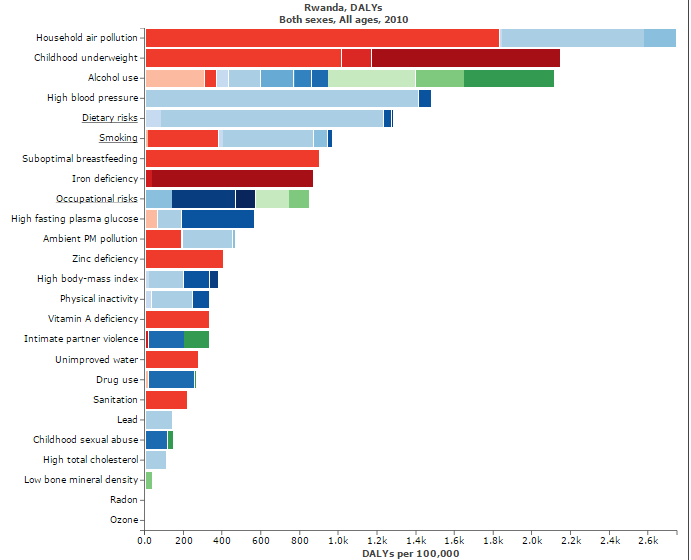 Rwanda, DALYs
Both sexes, All ages, 2010
Household air pollution
Childhood underweight
Alcohol use
High blood pressure
Dietary risks
Smoking
Suboptimal breastfeeding
Iron deficiency
Occupational risks
High fasting plasma glucose
Ambient PM pollution
Zinc deficiency
High body-mass index
Physical inactivity
Vitamin A deficiency
Intimate partner violence
Unimproved water
Drug use
Sanitation
Lead
Childhood sexual abuse
High total cholesterol
Low bone mineral density
Radon
Ozone
0.0 200 400 600 800 1.0k 1.2k 1.4k 1.6k 1.8k 2.0k 2.2k 2.4k 2.6k
DALYs per 100,000